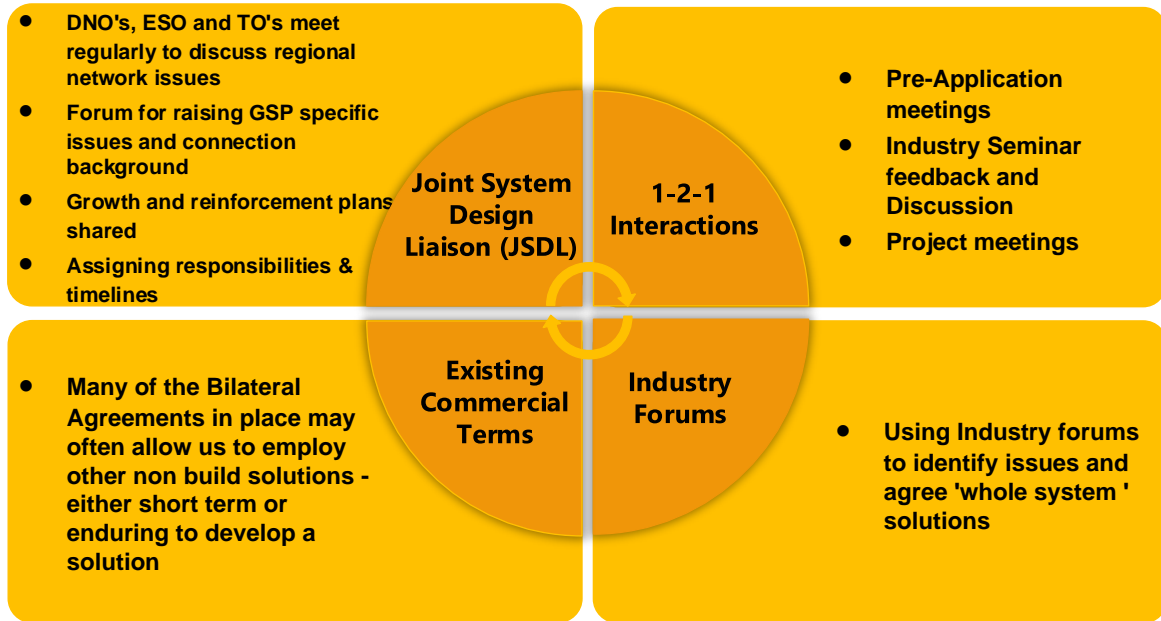 DNO's, ESO and TO's meet
regularly to discuss regional
network issues
Forum for raising GSP specific
issues and connection
background
Growth and reinforcement plans
shared
Assigning responsibilities &
timelines
Joint System
Design
Liaison (JSDL)
1-2-1
Interactions
Pre-Application
meetings
Industry Seminar
feedback and
Discussion
Project meetings
Many of the Bilateral
Agreements in place may
often allow us to employ
other non build solutions -
either short term or
enduring to develop a
solution
Existing
Commercial
Terms
Industry
Forums
Using Industry forums
to identify issues and
agree 'whole system '
solutions